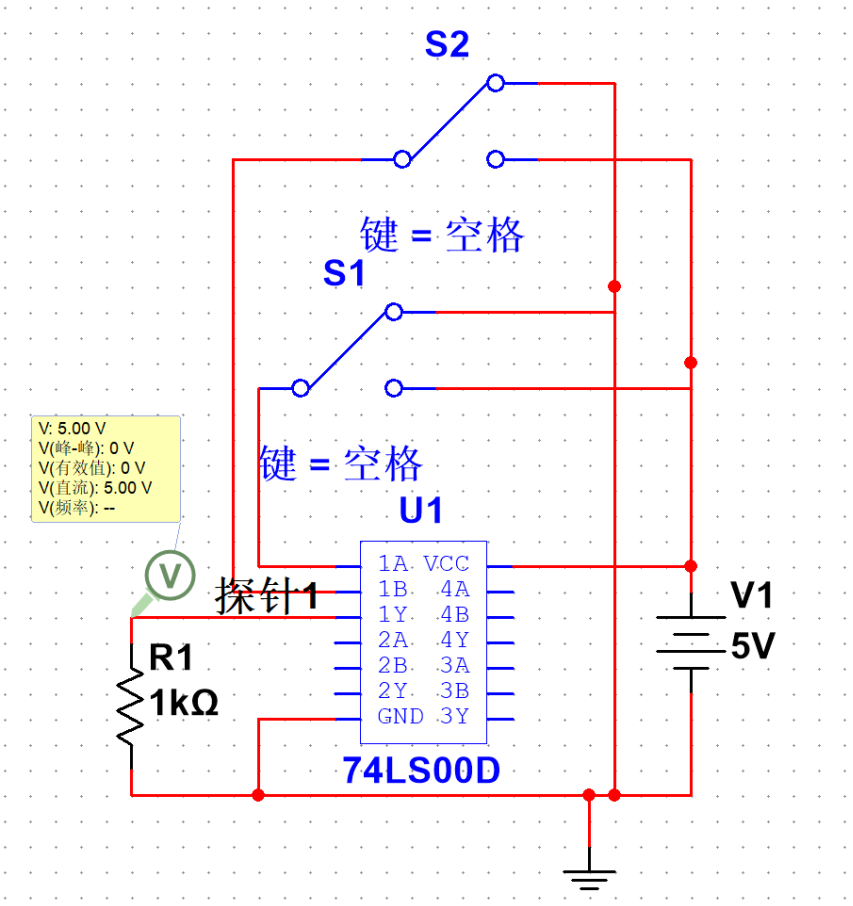 S2
键 = 空格
S1
键 = 空格
V: 5.00 V
V(峰-峰): 0 V
V(有效值): 0 V
V(直流): 5.00 V
V(频率): --
V
探针1
U1
1A VCC
1B 4A
1Y 4B
2A 4Y
2B 3A
2Y 3B
GND 3Y
74LS00D
R1
1kΩ
V1
5V